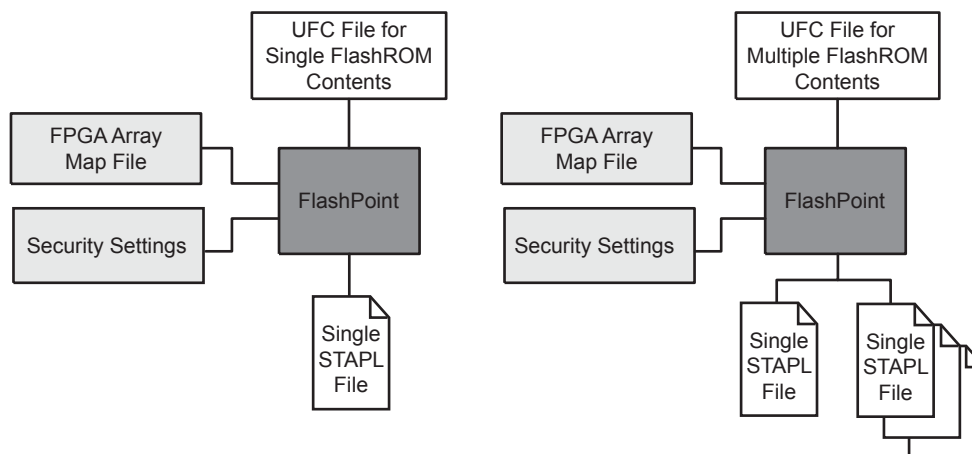 UFC File for
Single FlashROM
Contents
FPGA Array
Map File
FlashPoint
Security Settings
Single
STAPL
File
UFC File for
Multiple FlashROM
Contents
FPGA Array
Map File
FlashPoint
Security Settings
Single
STAPL
File
Single
STAPL
File